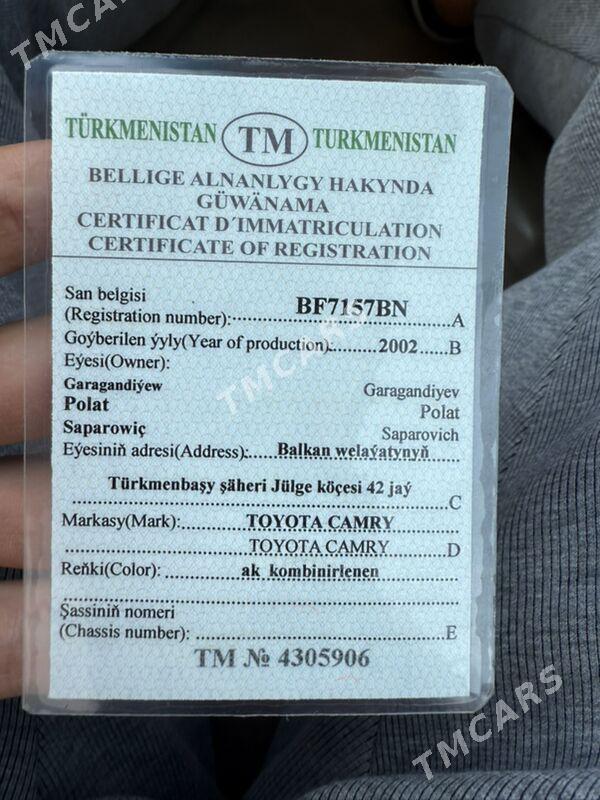 TMCARS
TÜRKMENISTAN TM TURKMENISTAN
BELLIGE ALNANLYGY HAKYNDA
GÜWÄNAMA
CERTIFICAT D´IMMATRICULATION
CERTIFICATE OF REGISTRATION
San belgisi
(Registration number):..... BF7157BN .....A
Goýberilen ýyly(Year of production):.......2002......B
Eýesi(Owner):
Garagandiýew Garagandiyev
Polat Polat
Saparowiç Saparovich
Eýesiniň adresi(Address):..... Balkan welaýatynyň
Türkmenbaşy şäheri Jülge köçesi 42 jaý
C
Markasy(Mark):..... TOYOTA CAMRY
TOYOTA CAMRY D
Reňki(Color): ..... ak kombinirlenen
Şassiniň nomeri
(Chassis number): .....E
TM № 4305906
TMCARS
TMCARS